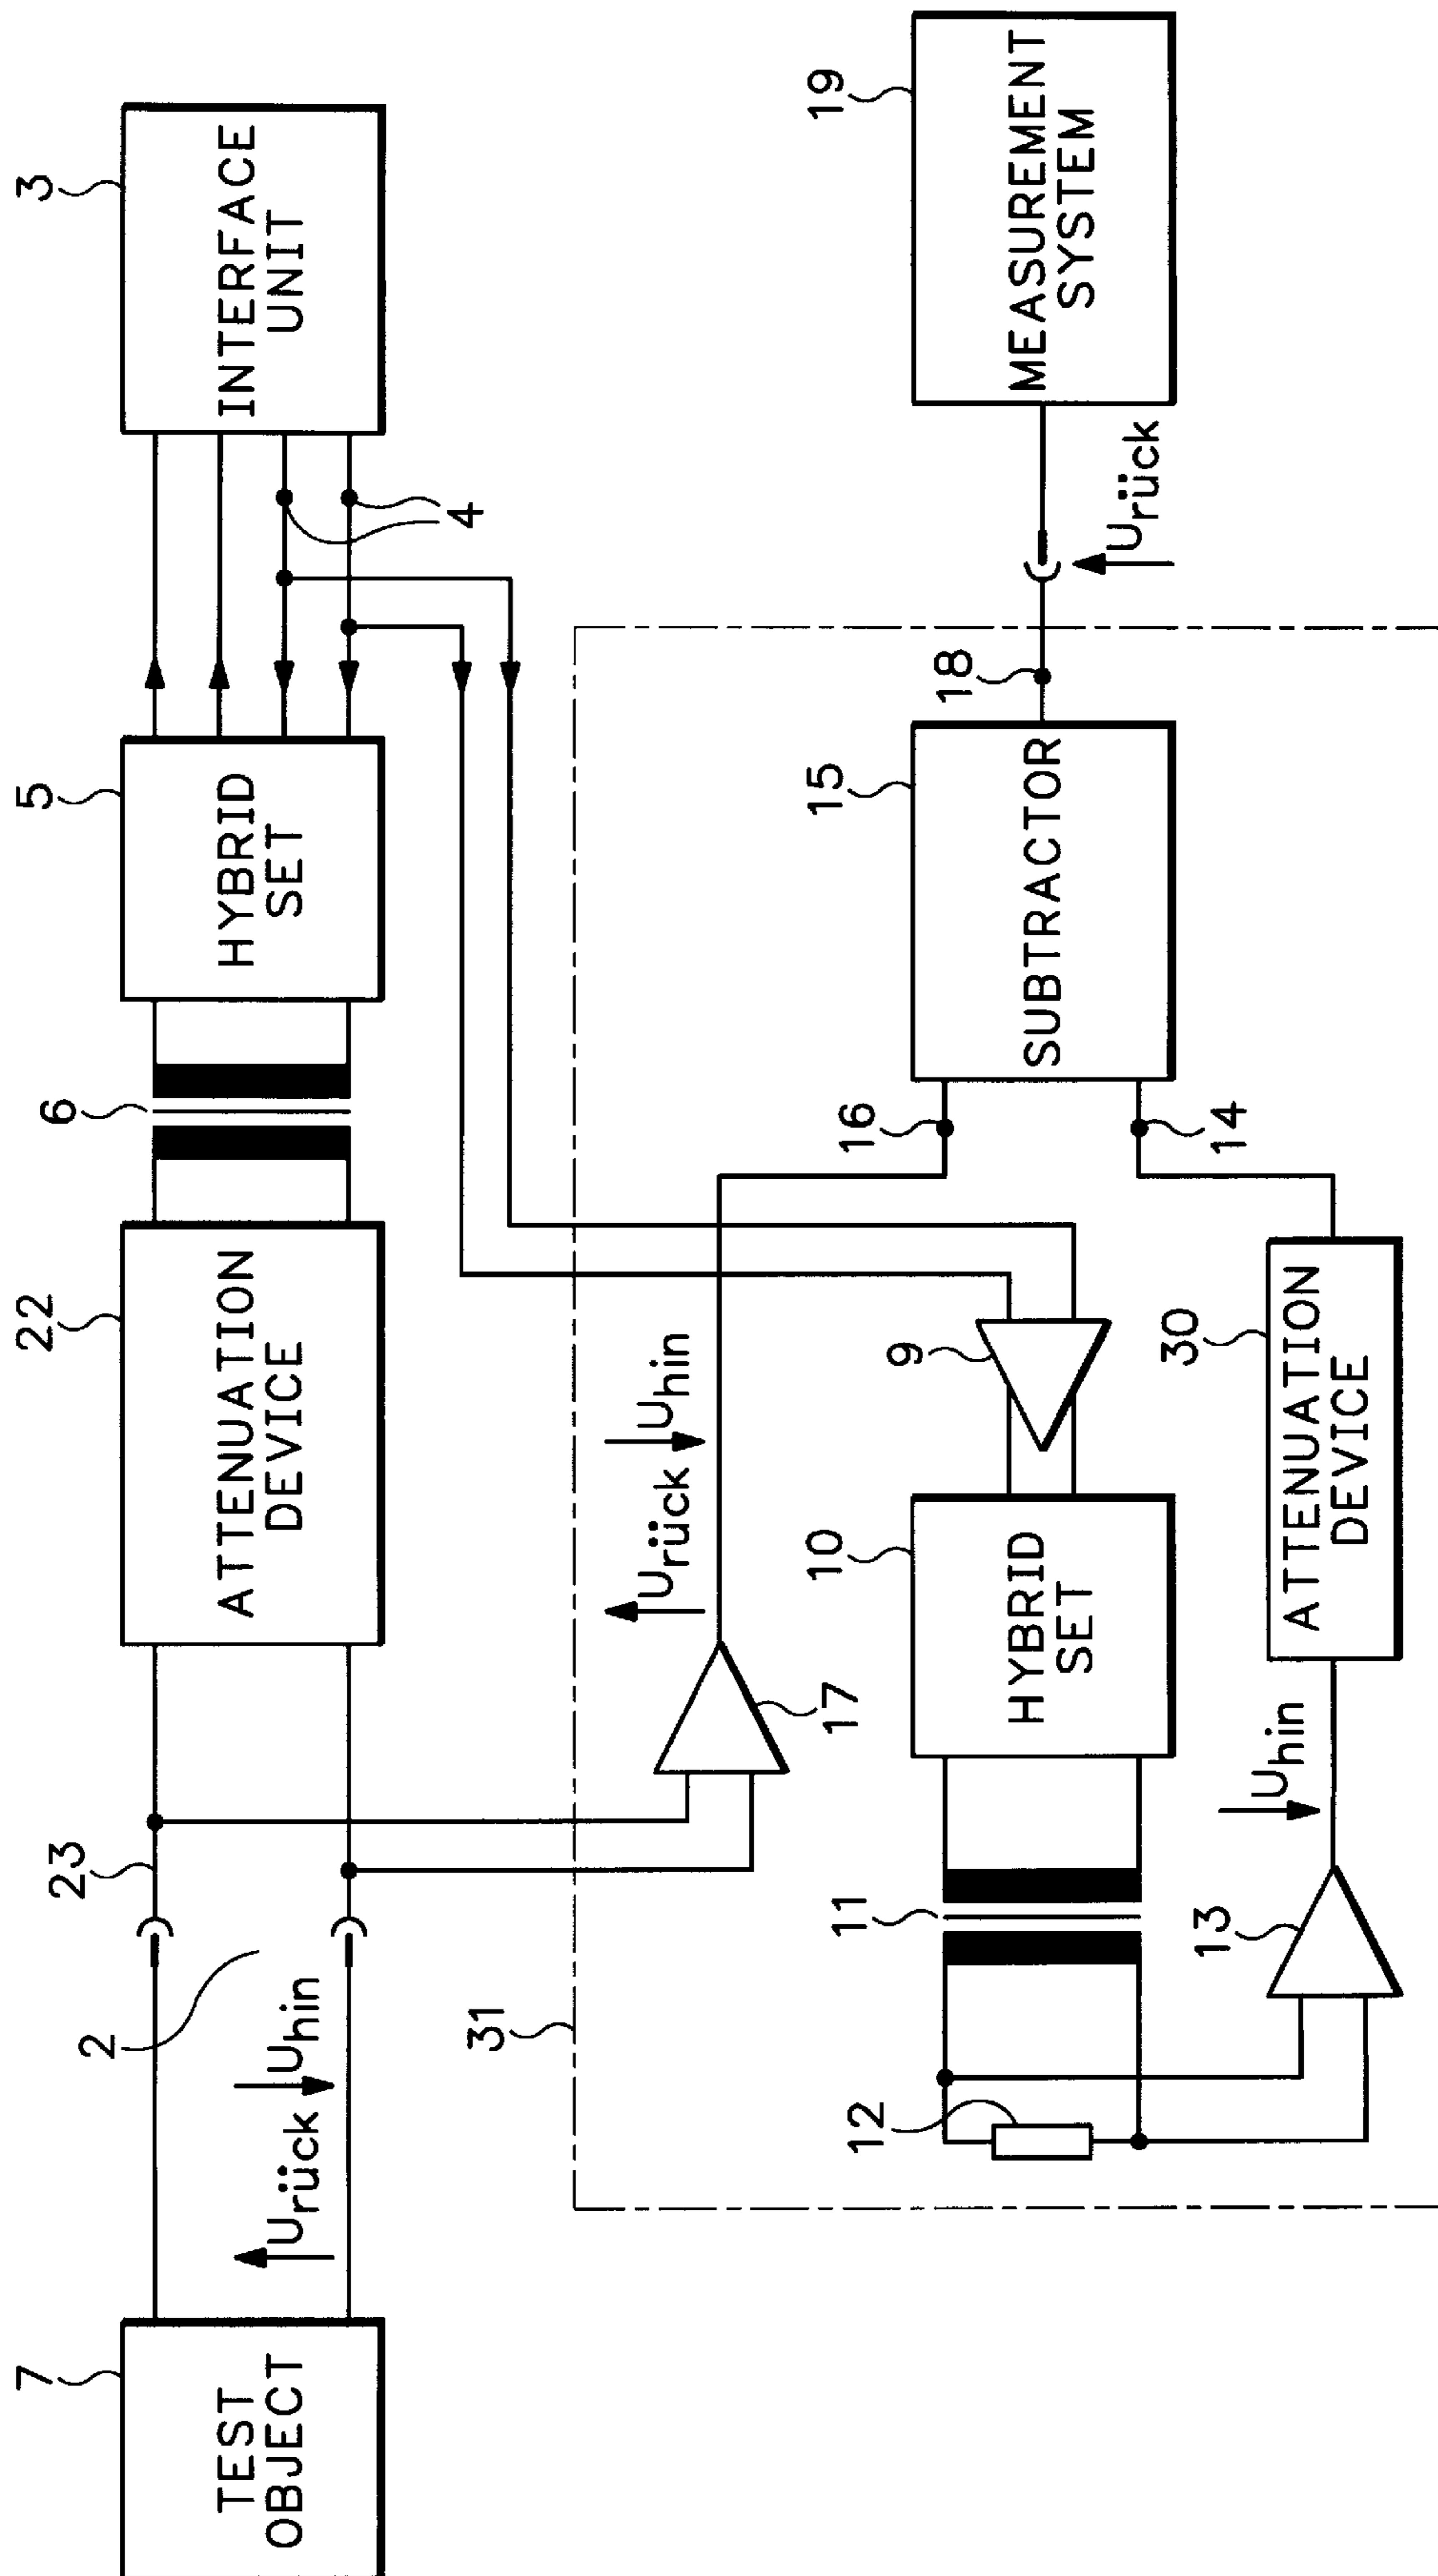 7
TEST
OBJECT
Urück
Uhin
2
23
22
ATTENUATION
DEVICE
6
5
HYBRID
SET
4
3
INTERFACE
UNIT
31
17
Urück
Uhin
12
11
10
HYBRID
SET
9
16
14
15
SUBTRACTOR
18
Urück
19
MEASUREMENT
SYSTEM
13
Uhin
30
ATTENUATION
DEVICE